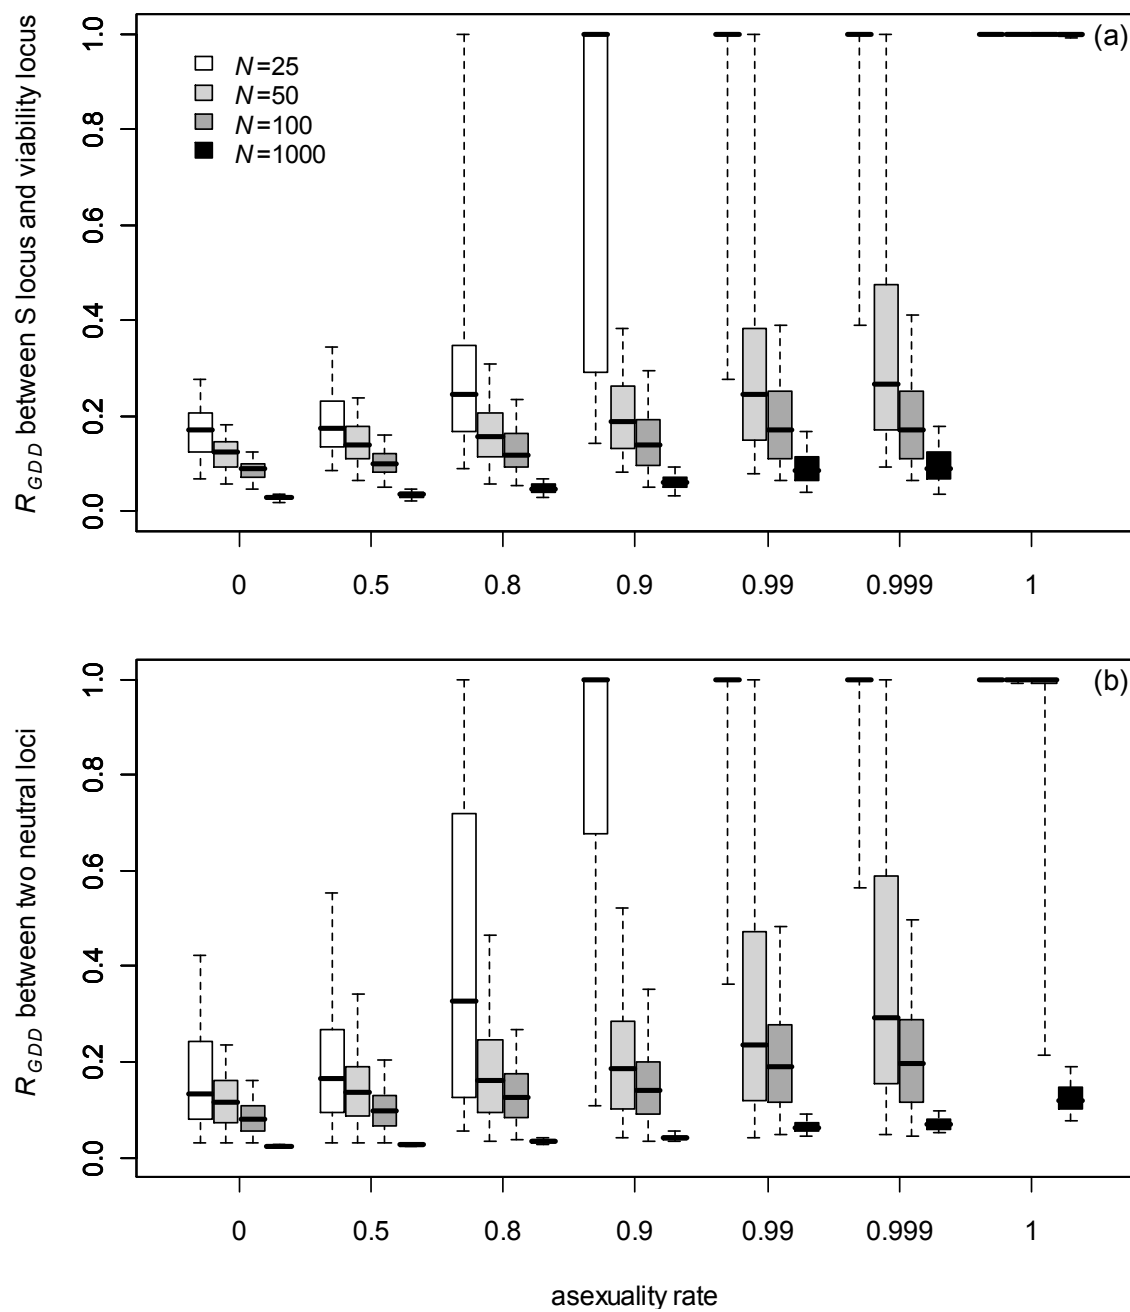 (a)
R_GDD between S locus and viability locus
1.0
0.8
0.6
0.4
0.2
0.0
N=25
N=50
N=100
N=1000
0 0.5 0.8 0.9 0.99 0.999 1
(b)
R_GDD between two neutral loci
1.0
0.8
0.6
0.4
0.2
0.0
0 0.5 0.8 0.9 0.99 0.999 1
asexuality rate